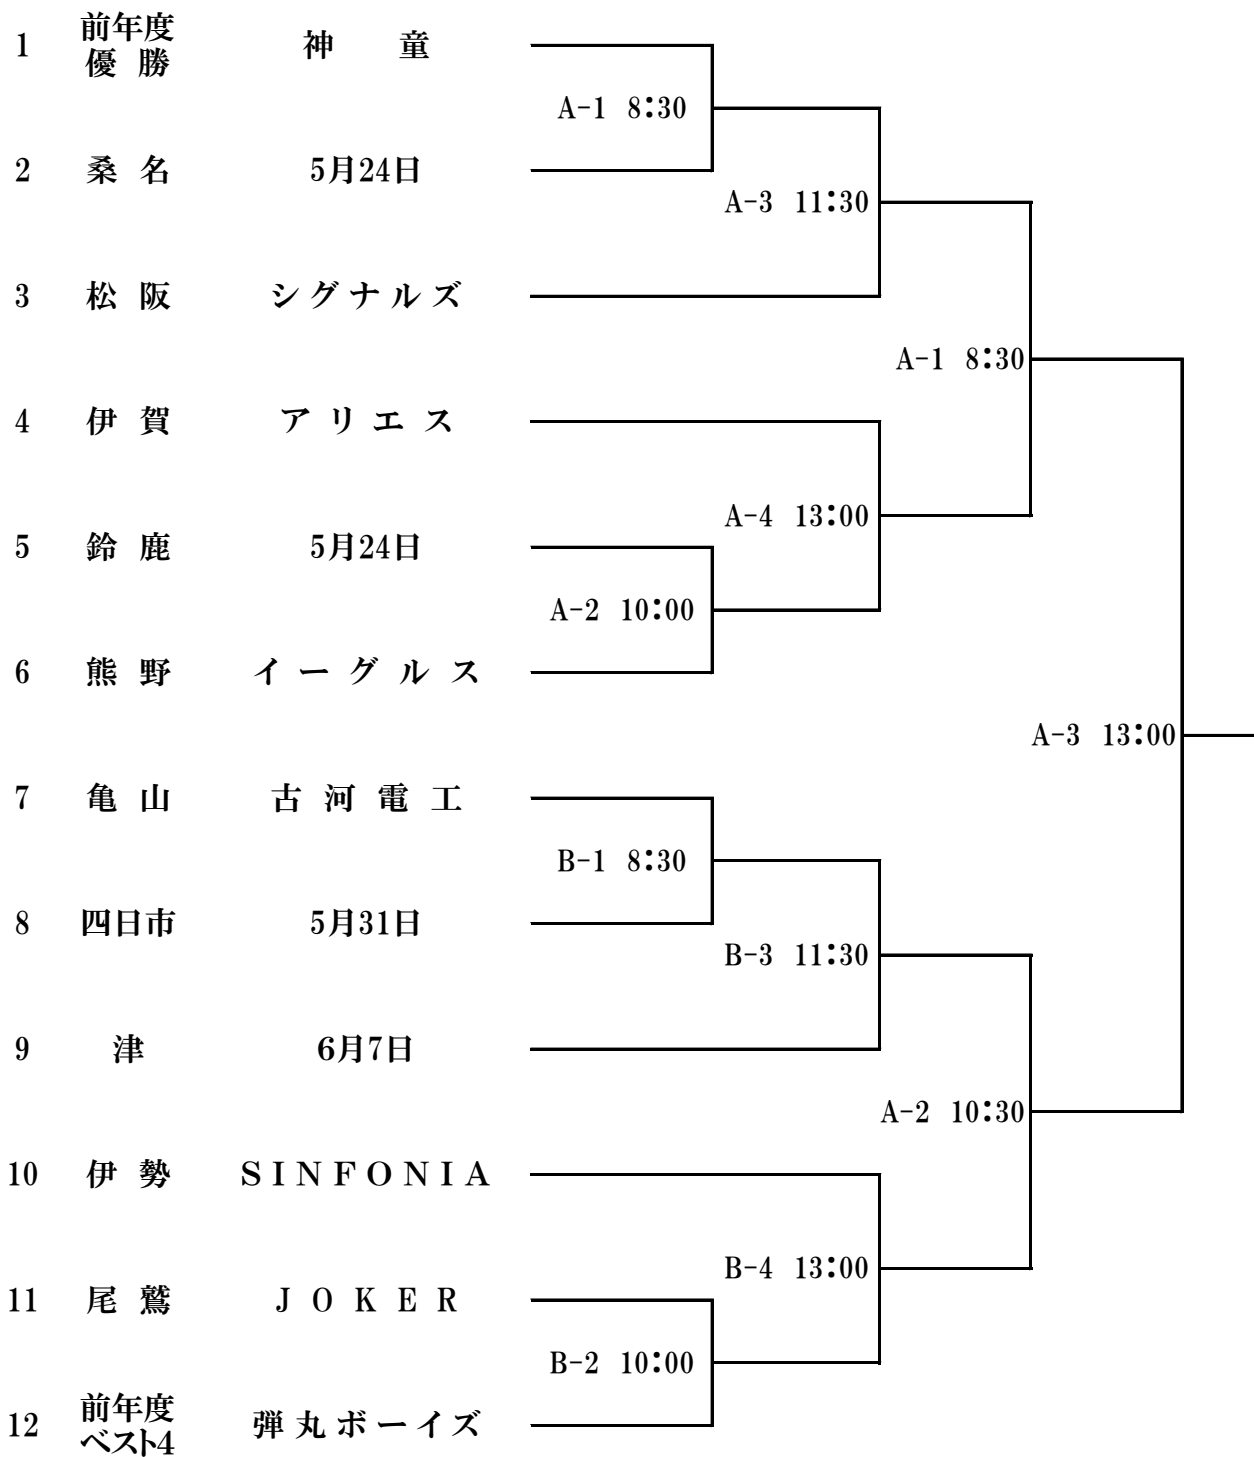 1 前年度 優勝 神童
A-1 8:30
2 桑名 5月24日
A-3 11:30
3 松阪 シグナルズ
A-1 8:30
4 伊賀 アリエス
A-4 13:00
5 鈴鹿 5月24日
A-2 10:00
6 熊野 イーグルス
A-3 13:00
7 亀山 古河電工
B-1 8:30
8 四日市 5月31日
B-3 11:30
9 津 6月7日
A-2 10:30
10 伊勢 SINFONIA
B-4 13:00
11 尾鷲 JOKER
B-2 10:00
12 前年度 ベスト4 弾丸ボーイズ